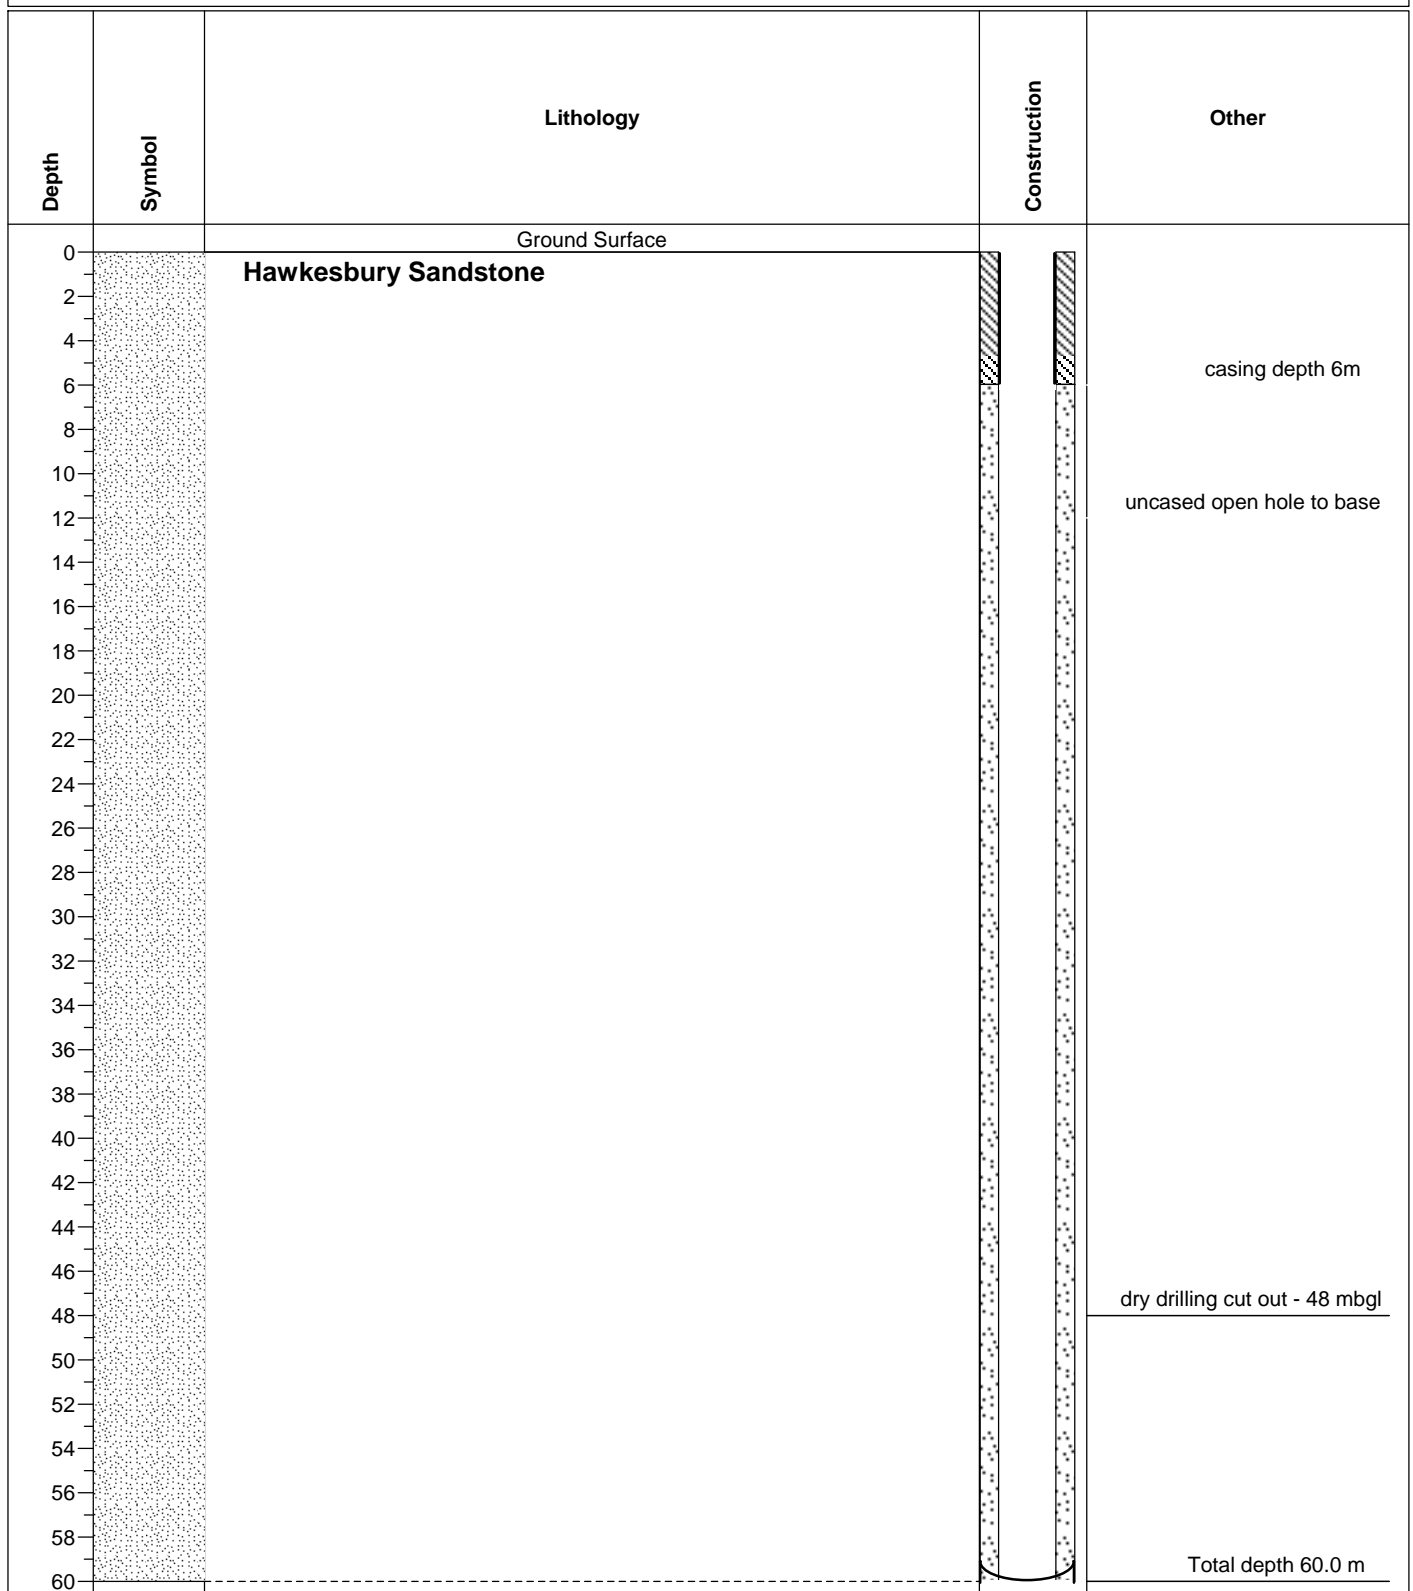 Depth
Symbol
Lithology
Construction
Other
Ground Surface
0
Hawkesbury Sandstone
2
4
casing depth 6m
6
8
10
uncased open hole to base
12
14
16
18
20
22
24
26
28
30
32
34
36
38
40
42
44
46
dry drilling cut out - 48 mbgl
48
50
52
54
56
58
Total depth 60.0 m
60